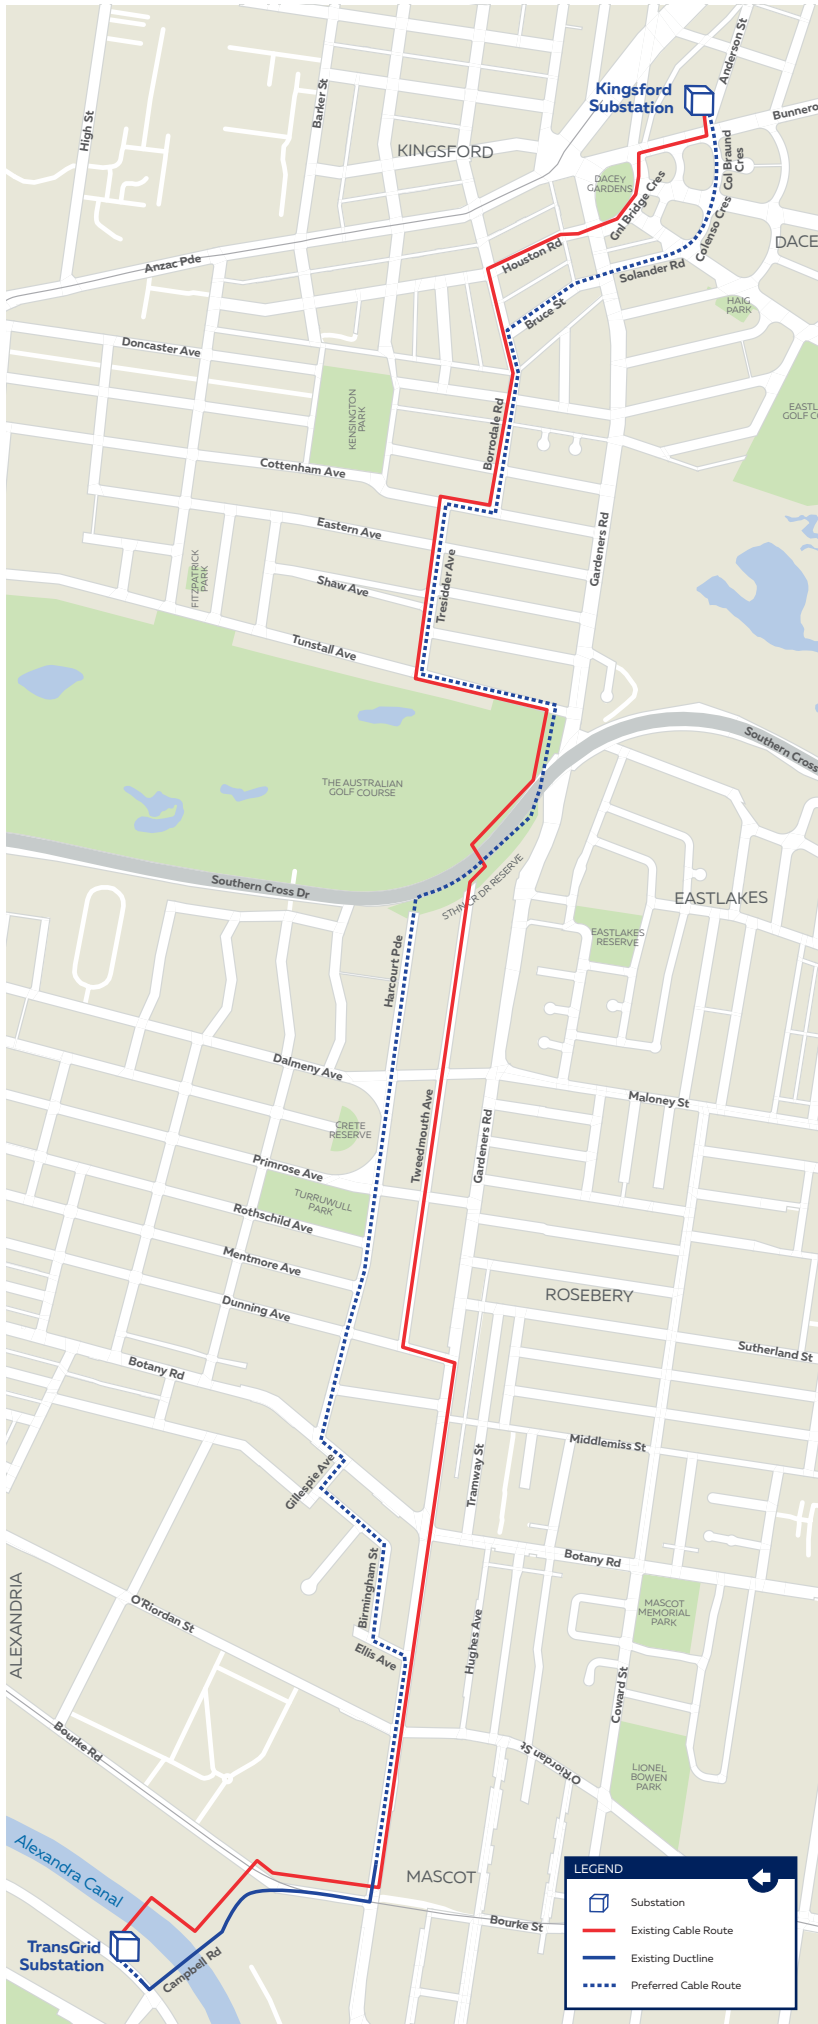 Anderson St
Kingsford
Substation
Barker St
High St
Bunnero
KINGSFORD
Col Braund
Cres
DACEY
GARDENS
Gnl Bridge Cres
Colenso Cres
DACE
Houston Rd
Anzac Pde
Solander Rd
HAIG
PARK
Bruce St
Doncaster Ave
KENSINGTON
PARK
EASTL
GOLF CO
Borrodale Rd
Cottenham Ave
Eastern Ave
Gardeners Rd
FITZPATRICK
PARK
Shaw Ave
Tresidder Ave
Tunstall Ave
Southern Cross
THE AUSTRALIAN
GOLF COURSE
Southern Cross Dr
STHN CR DR RESERVE
EASTLAKES
EASTLAKES
RESERVE
Harcourt Pde
Dalmeny Ave
Maloney St
Tweedmouth Ave
CRETE
RESERVE
Gardeners Rd
Primrose Ave
TURRUWULL
PARK
Rothschild Ave
Mentmore Ave
ROSEBERY
Dunning Ave
Sutherland St
Botany Rd
Middlemiss St
Tramway St
Gillespie Ave
Botany Rd
Birmingham St
ALEXANDRIA
O'Riordan St
MASCOT
MEMORIAL
PARK
Hughes Ave
Ellis Ave
Coward St
Bourke Rd
O'Riordan St
LIONEL
BOWEN
PARK
Alexandra Canal
MASCOT
LEGEND
Substation
Existing Cable Route
Existing Ductline
Preferred Cable Route
Bourke St
TransGrid
Substation
Campbell Rd